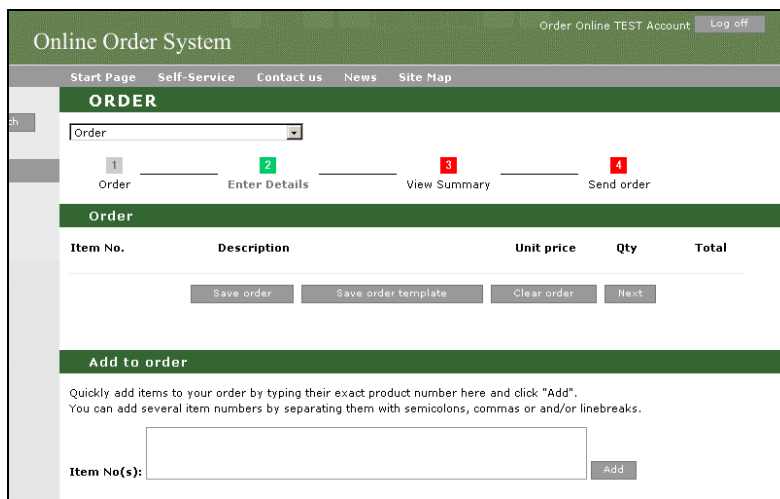 Order Online TEST Account Log off
Online Order System
Start Page Self-Service Contact us News Site Map
ORDER
Order
1 2 3 4
Order Enter Details View Summary Send order
Order
Item No. Description Unit price Qty Total
Save order Save order template Clear order Next
Add to order
Quickly add items to your order by typing their exact product number here and click "Add".
You can add several item numbers by separating them with semicolons, commas or and/or linebreaks.
Item No(s): Add